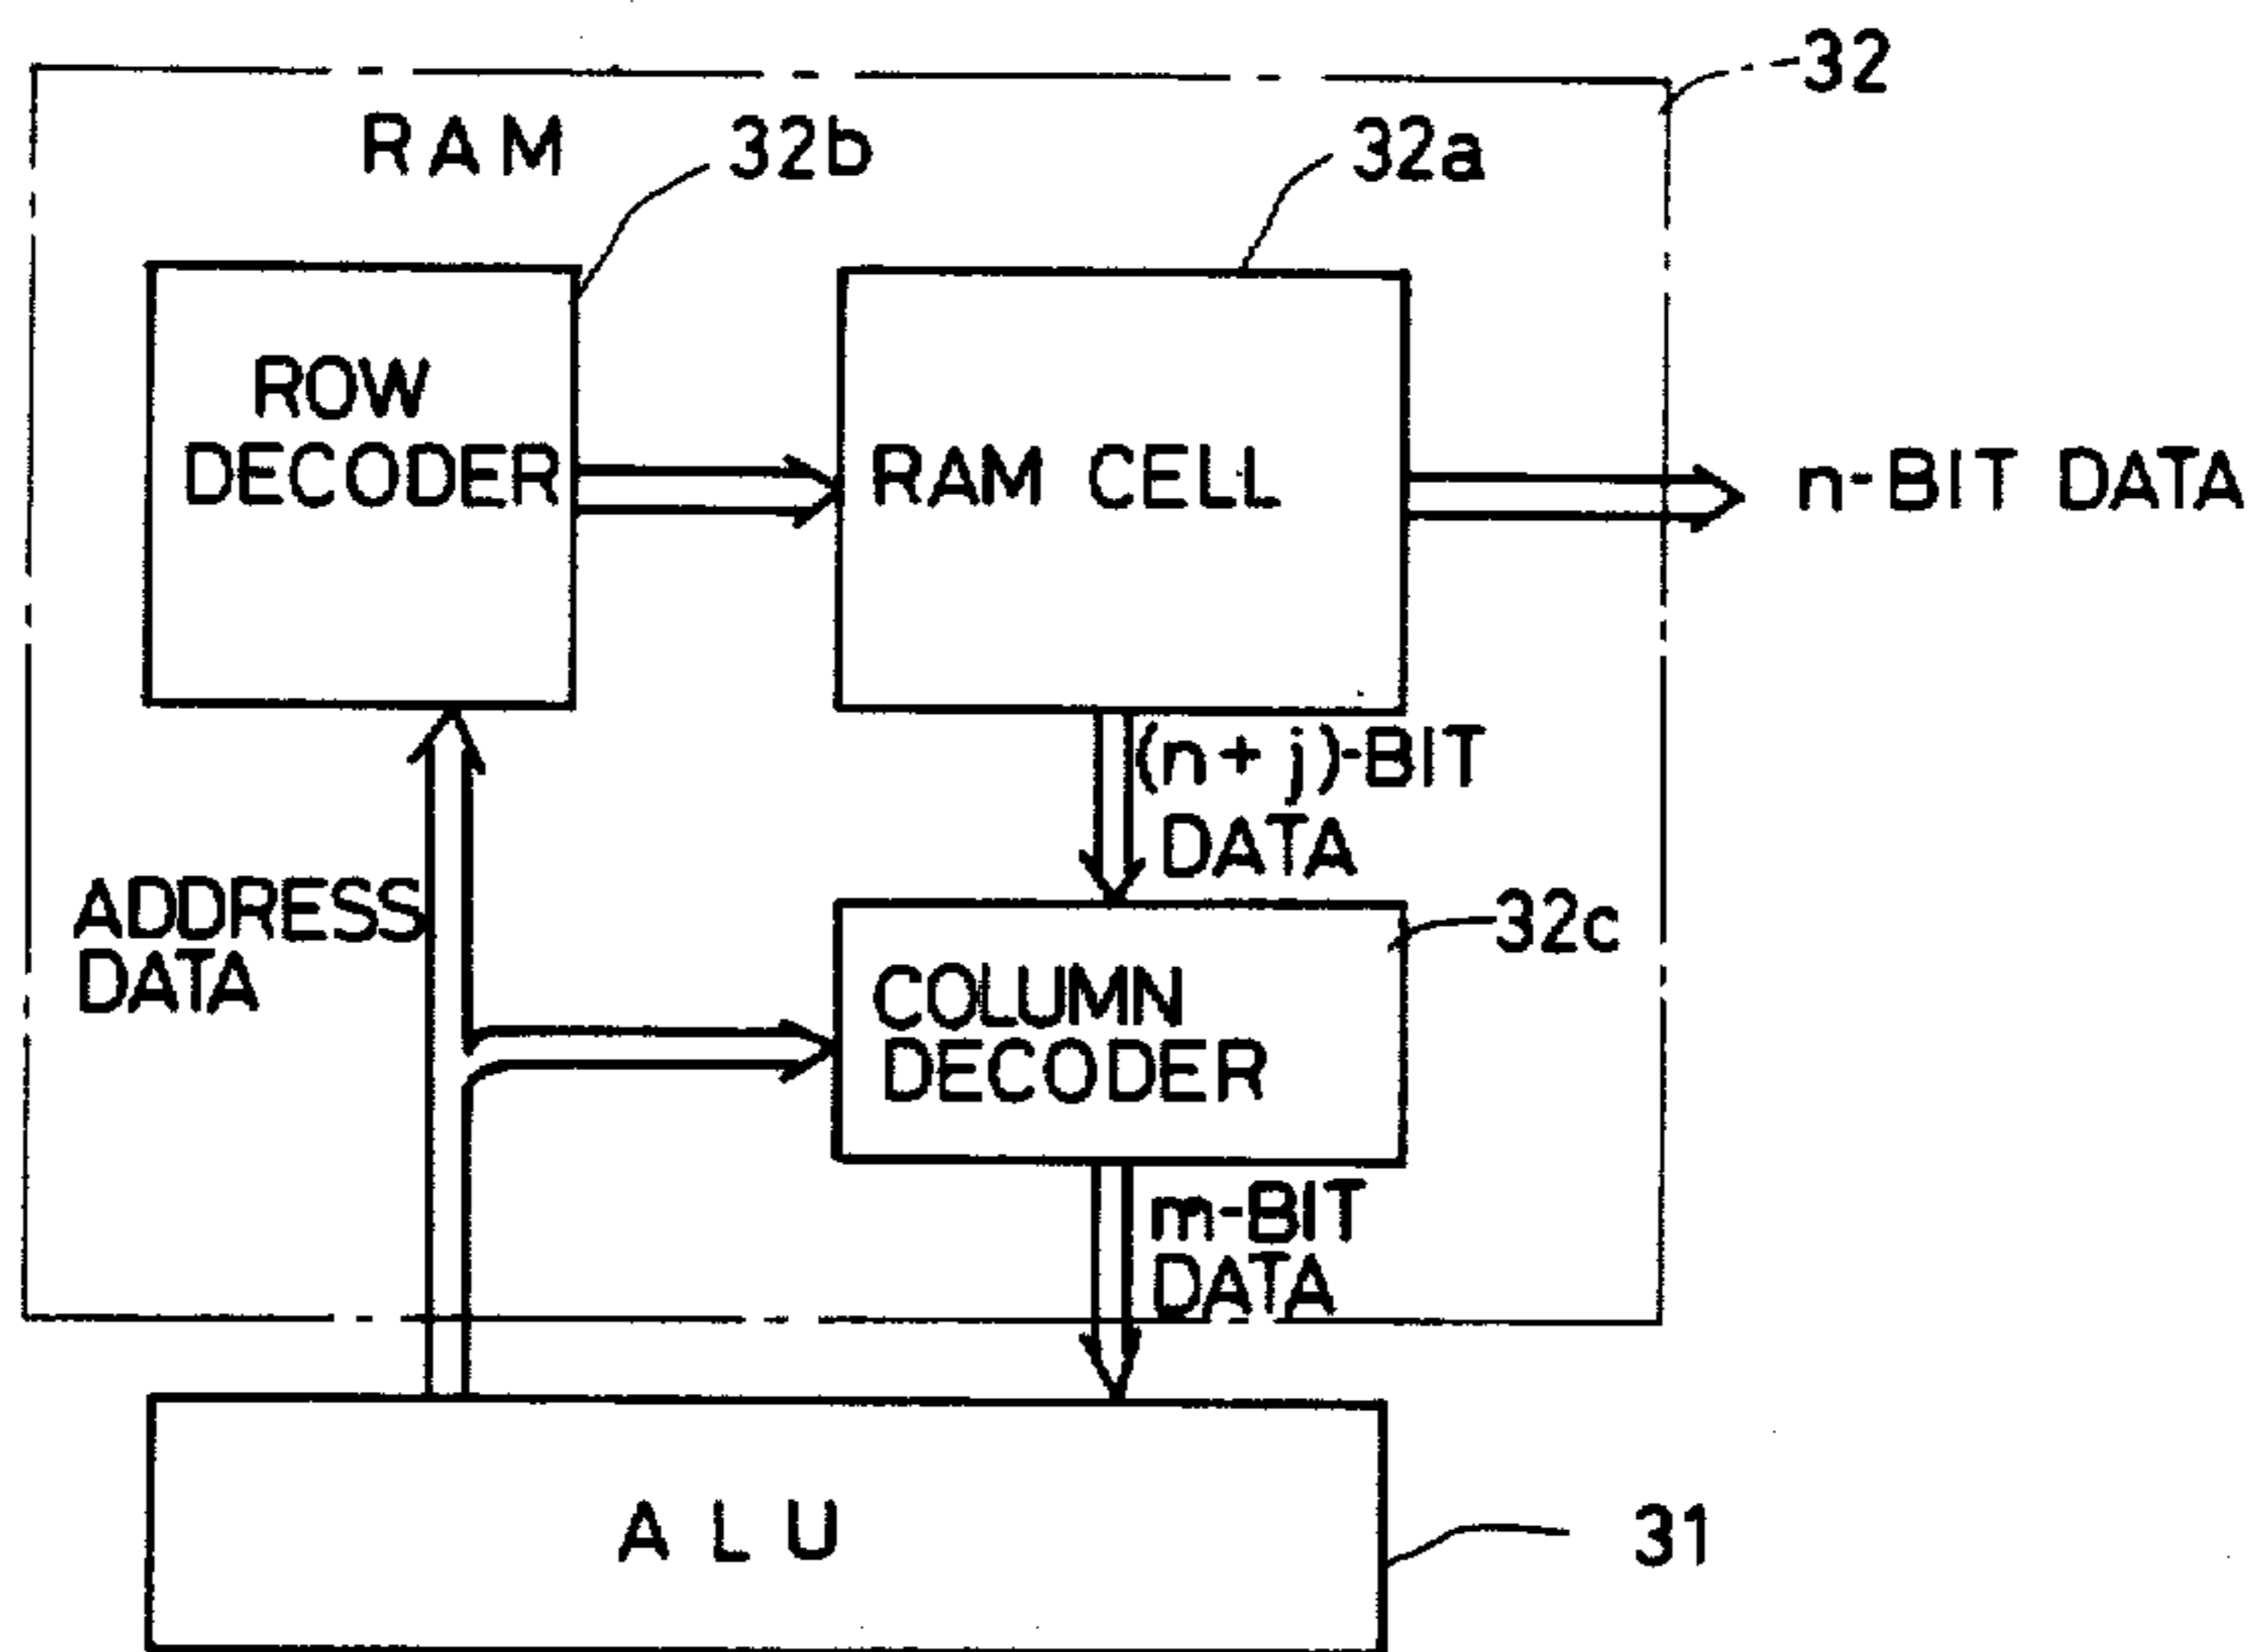 32
RAM
32b
32a
ROW
DECODER
RAM CELL
n-BIT DATA
(n+j)-BIT
DATA
ADDRESS
DATA
32c
COLUMN
DECODER
m-BIT
DATA
ALU
31